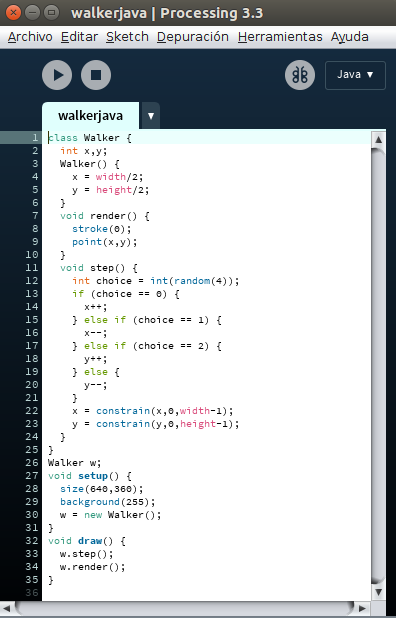 walkerjava | Processing 3.3
Archivo Editar Sketch Depuración Herramientas Ayuda
Java ▼
walkerjava ▼
1 class Walker {
2   int x,y;
3   Walker() {
4     x = width/2;
5     y = height/2;
6   }
7   void render() {
8     stroke(0);
9     point(x,y);
10   }
11   void step() {
12     int choice = int(random(4));
13     if (choice == 0) {
14       x++;
15     } else if (choice == 1) {
16       x--;
17     } else if (choice == 2) {
18       y++;
19     } else {
20       y--;
21     }
22     x = constrain(x,0,width-1);
23     y = constrain(y,0,height-1);
24   }
25 }
26 Walker w;
27 void setup() {
28   size(640,360);
29   background(255);
30   w = new Walker();
31 }
32 void draw() {
33   w.step();
34   w.render();
35 }
36